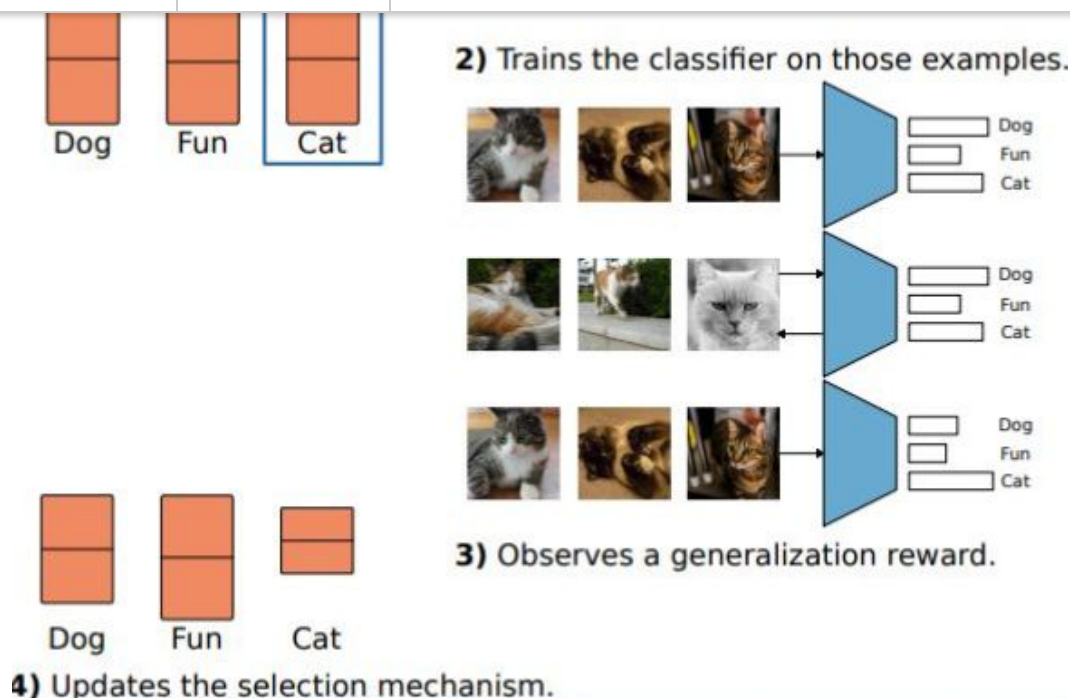 Dog Fun Cat
2) Trains the classifier on those examples.
Dog
Fun
Cat
Dog
Fun
Cat
Dog
Fun
Cat
3) Observes a generalization reward.
Dog Fun Cat
4) Updates the selection mechanism.